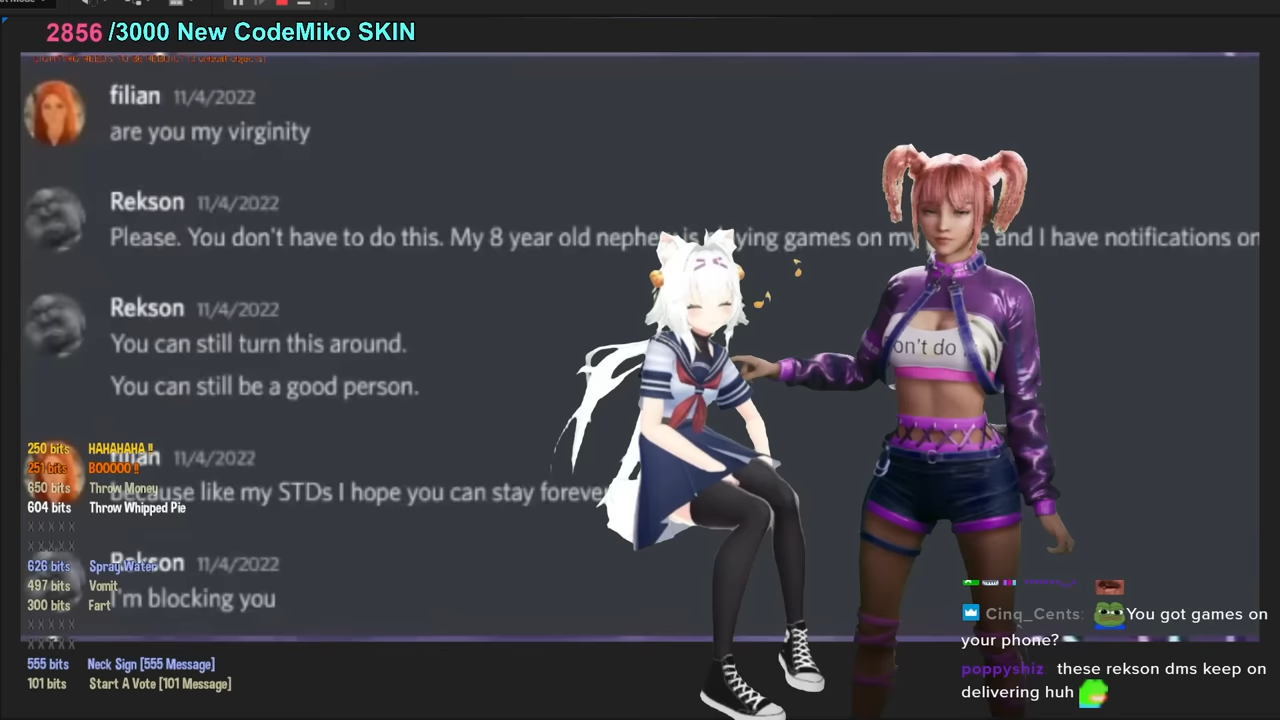 2856 /3000 New CodeMiko SKIN
filian 11/4/2022
are you my virginity
Rekson 11/4/2022
Please. You don't have to do this. My 8 year old playing games on my and I have notifications on
Rekson 11/4/2022
You can still turn this around.
You can still be a good person.
250 bits HAHAHAHA !!
filian 11/4/2022
251 bits BOOOOO !!
650 bits Throw Money
because like my STDs I hope you can stay forever
604 bits Throw Whipped Pie
X X X X X
X X X X X
Rekson 11/4/2022
626 bits Spray Water
497 bits Vomit
I'm blocking you
300 bits Fart
X X X X X
X X X X X
555 bits Neck Sign [555 Message]
101 bits Start A Vote [101 Message]
on't do
Cinq_Cents: You got games on
your phone?
poppyshiz these rekson dms keep on
delivering huh